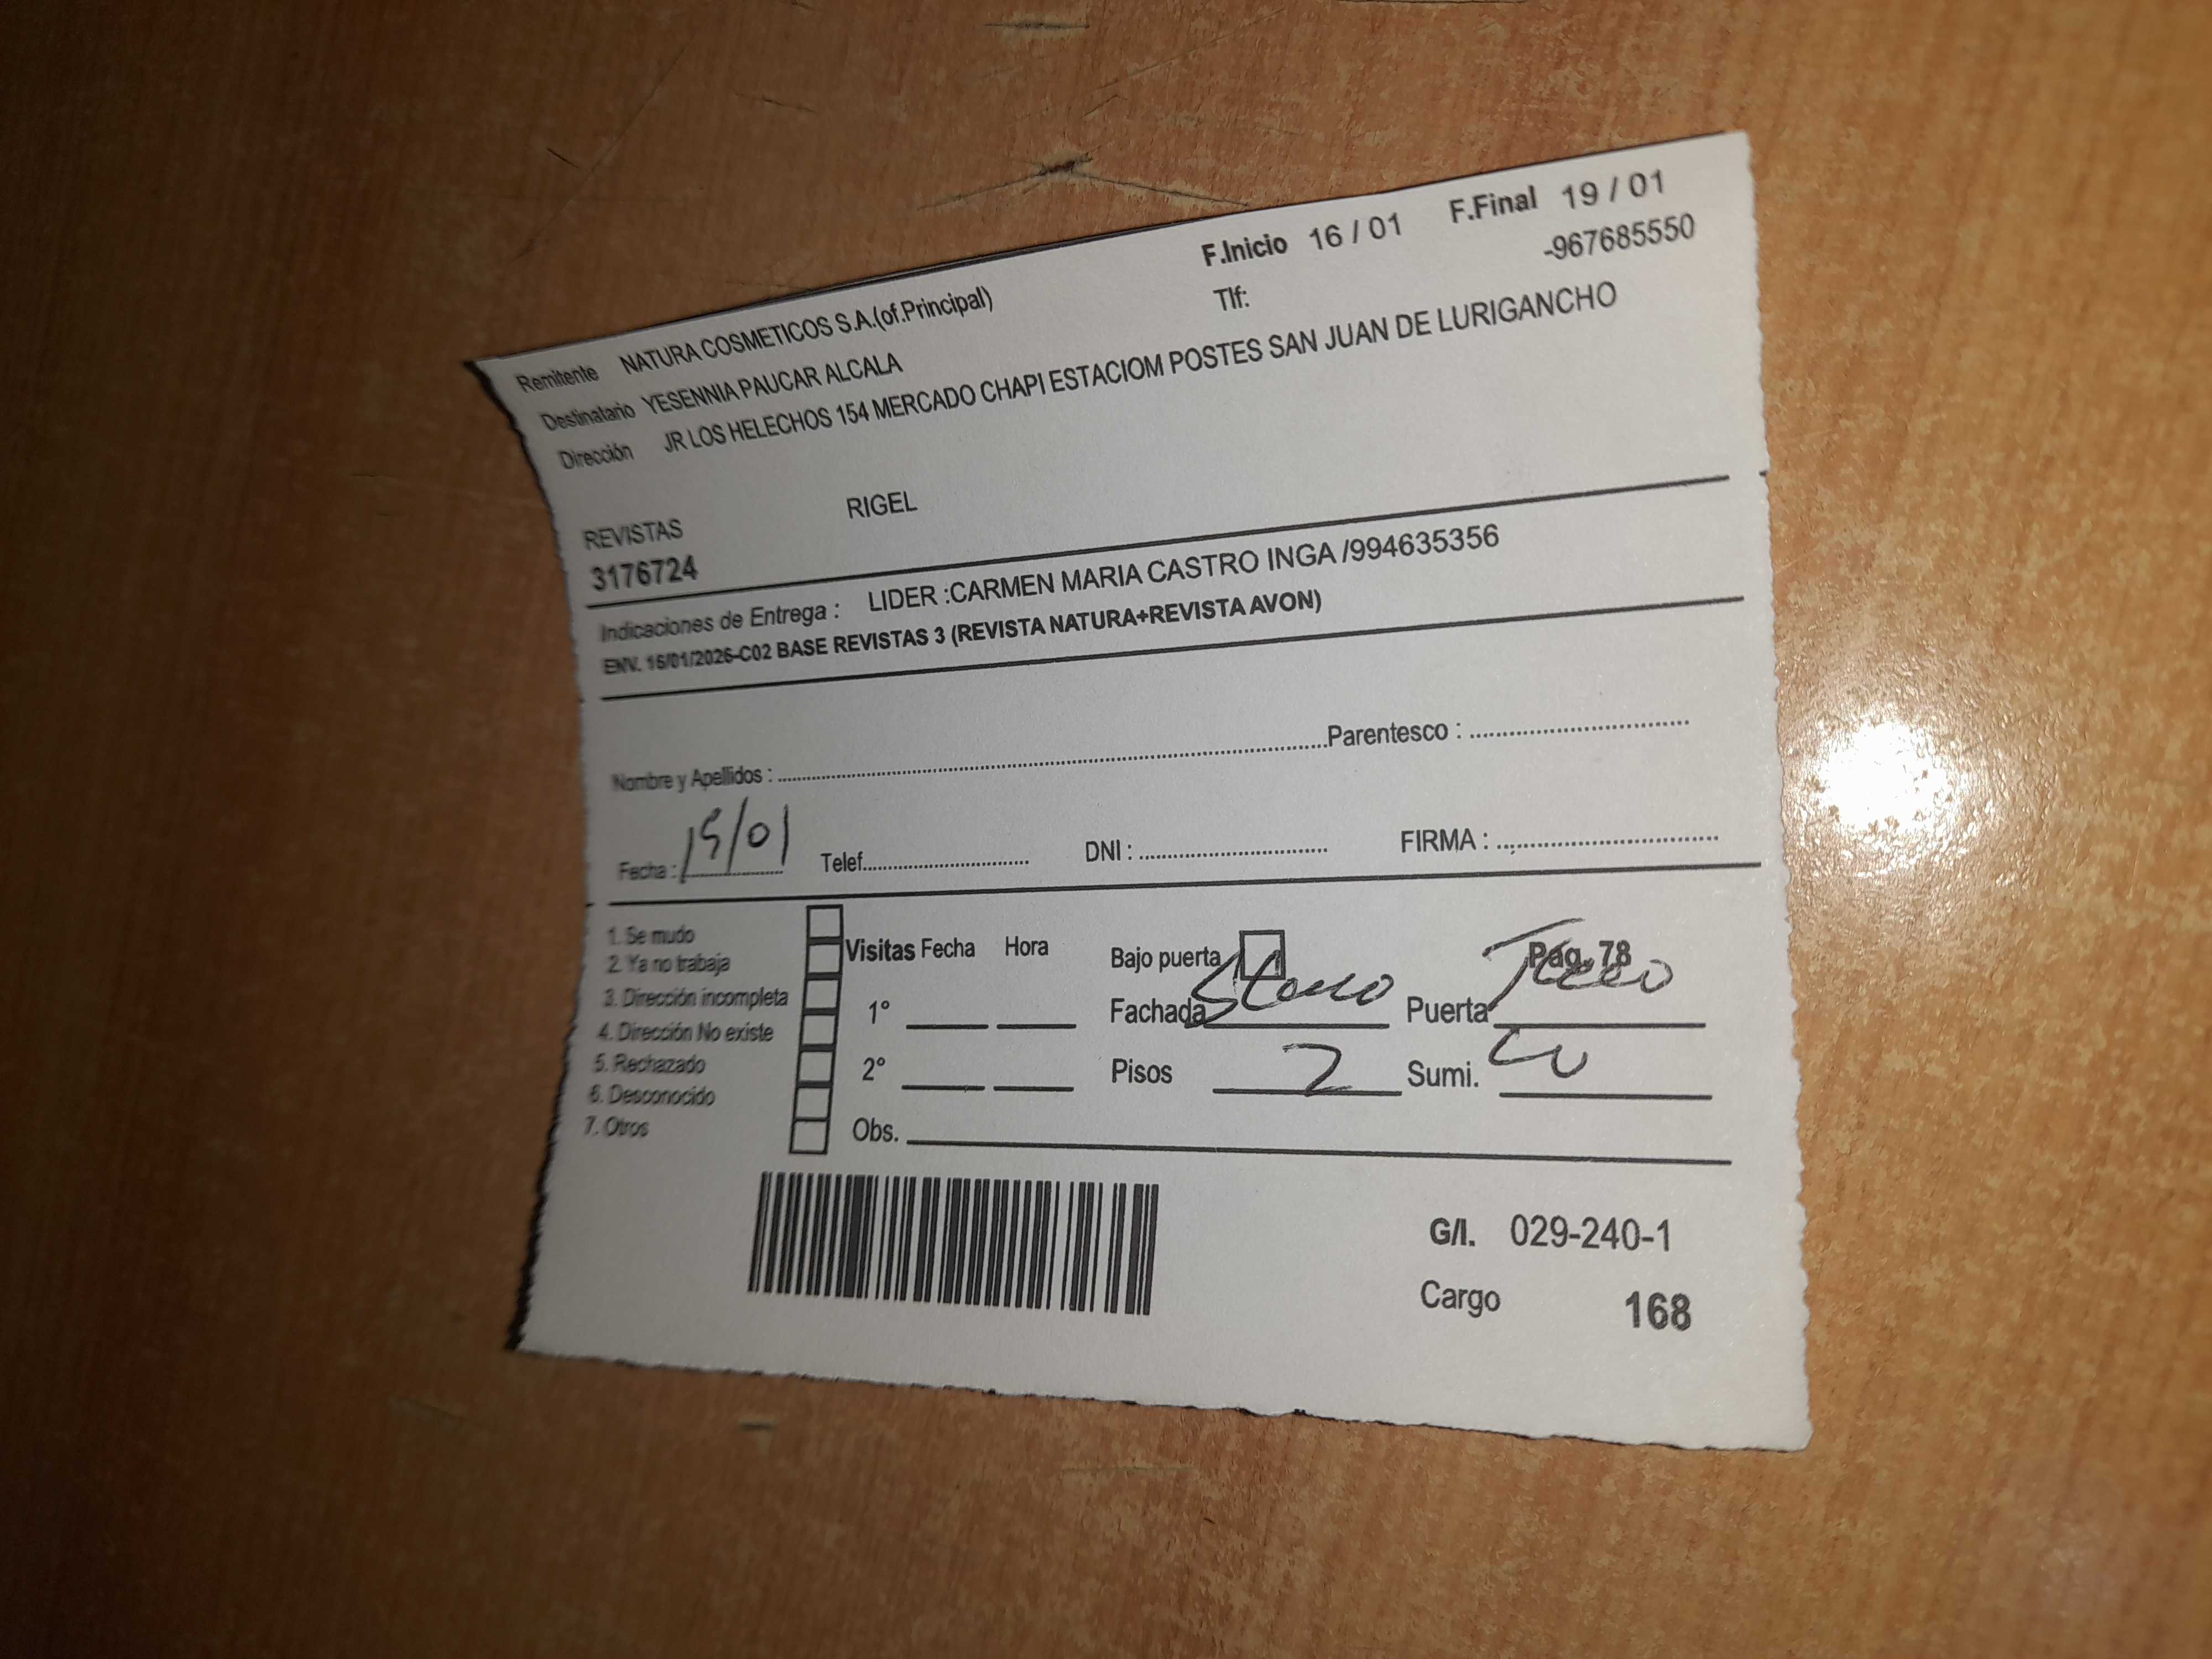 F.Inicio 16 / 01 F.Final 19 / 01
Remitente NATURA COSMETICOS S.A.(of.Principal)
Tlf: -967685550
Destinatario YESENNIA PAUCAR ALCALA
Dirección JR LOS HELECHOS 154 MERCADO CHAPI ESTACIOM POSTES SAN JUAN DE LURIGANCHO
REVISTAS RIGEL
3176724
Indicaciones de Entrega : LIDER :CARMEN MARIA CASTRO INGA /994635356
ENV. 16/01/2026-C02 BASE REVISTAS 3 (REVISTA NATURA+REVISTA AVON)
Nombre y Apellidos : Parentesco :
Fecha : Telef. DNI : FIRMA :
1. Se mudo
2. Ya no trabaja
3. Dirección incompleta
4. Dirección No existe
5. Rechazado
6. Desconocido
7. Otros
Visitas Fecha Hora
1°
2°
Obs.
Bajo puerta Pág. 78
Fachada Puerta
Pisos 2 Sumi.
G/I. 029-240-1
Cargo 168